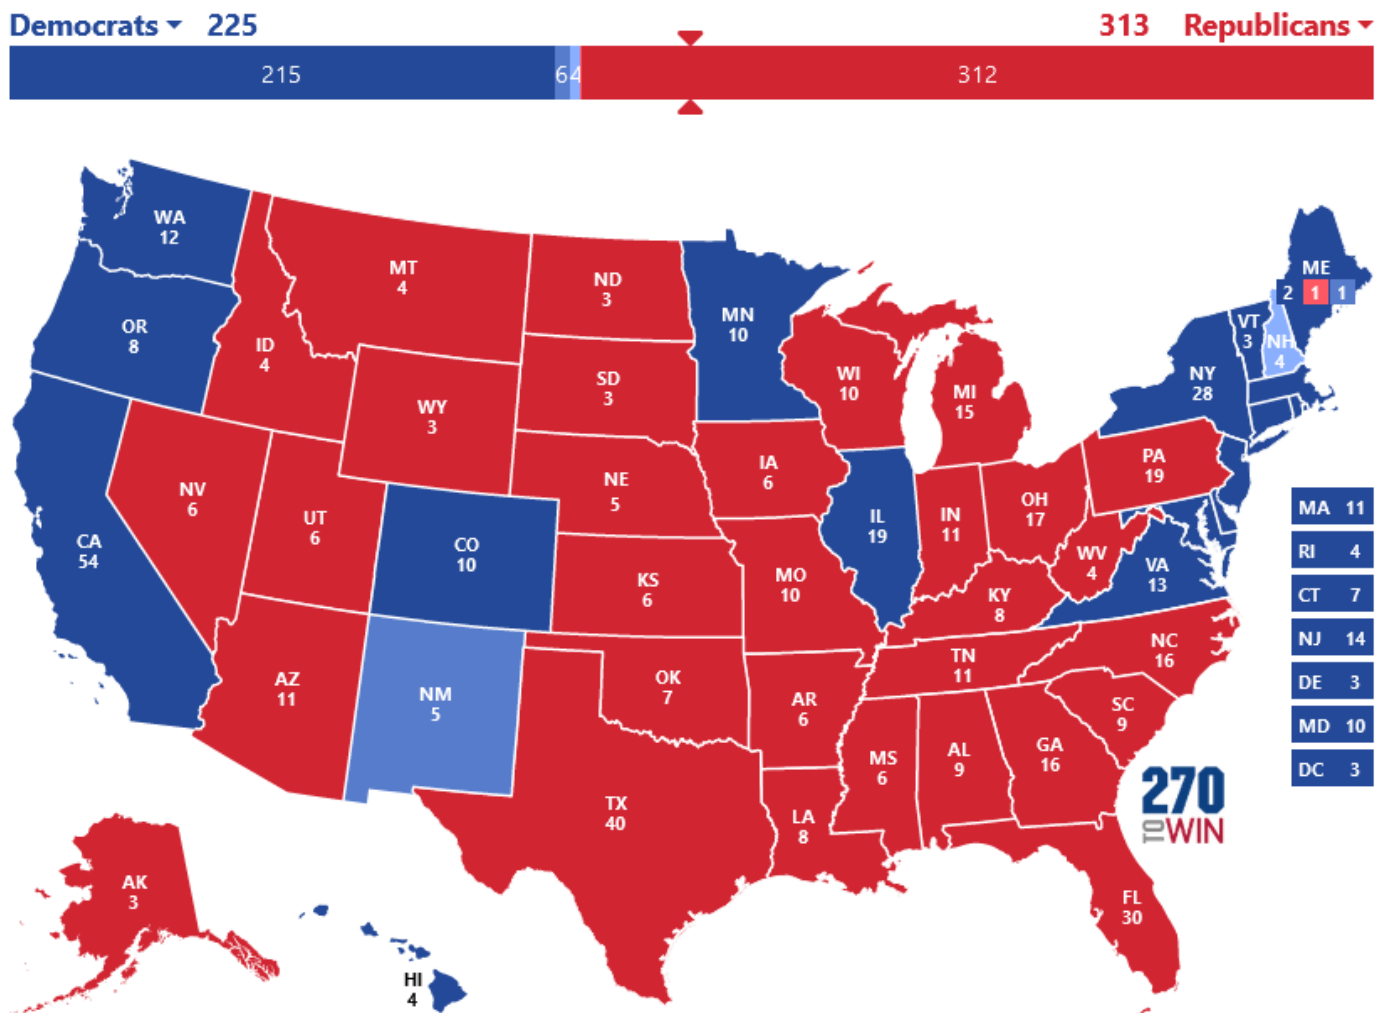 Democrats 225
313 Republicans
215 64 312
WA
12
OR
8
CA
54
NV
6
ID
4
MT
4
WY
3
UT
6
AZ
11
CO
10
NM
5
ND
3
SD
3
NE
5
KS
6
OK
7
TX
40
MN
10
IA
6
MO
10
AR
6
LA
8
WI
10
IL
19
MI
15
IN
11
OH
17
KY
8
TN
11
MS
6
AL
9
GA
16
FL
30
SC
9
NC
16
VA
13
WV
4
PA
19
NY
28
VT
3
NH
4
ME
2 1 1
MA 11
RI 4
CT 7
NJ 14
DE 3
MD 10
DC 3
270
TO WIN
AK
3
HI
4